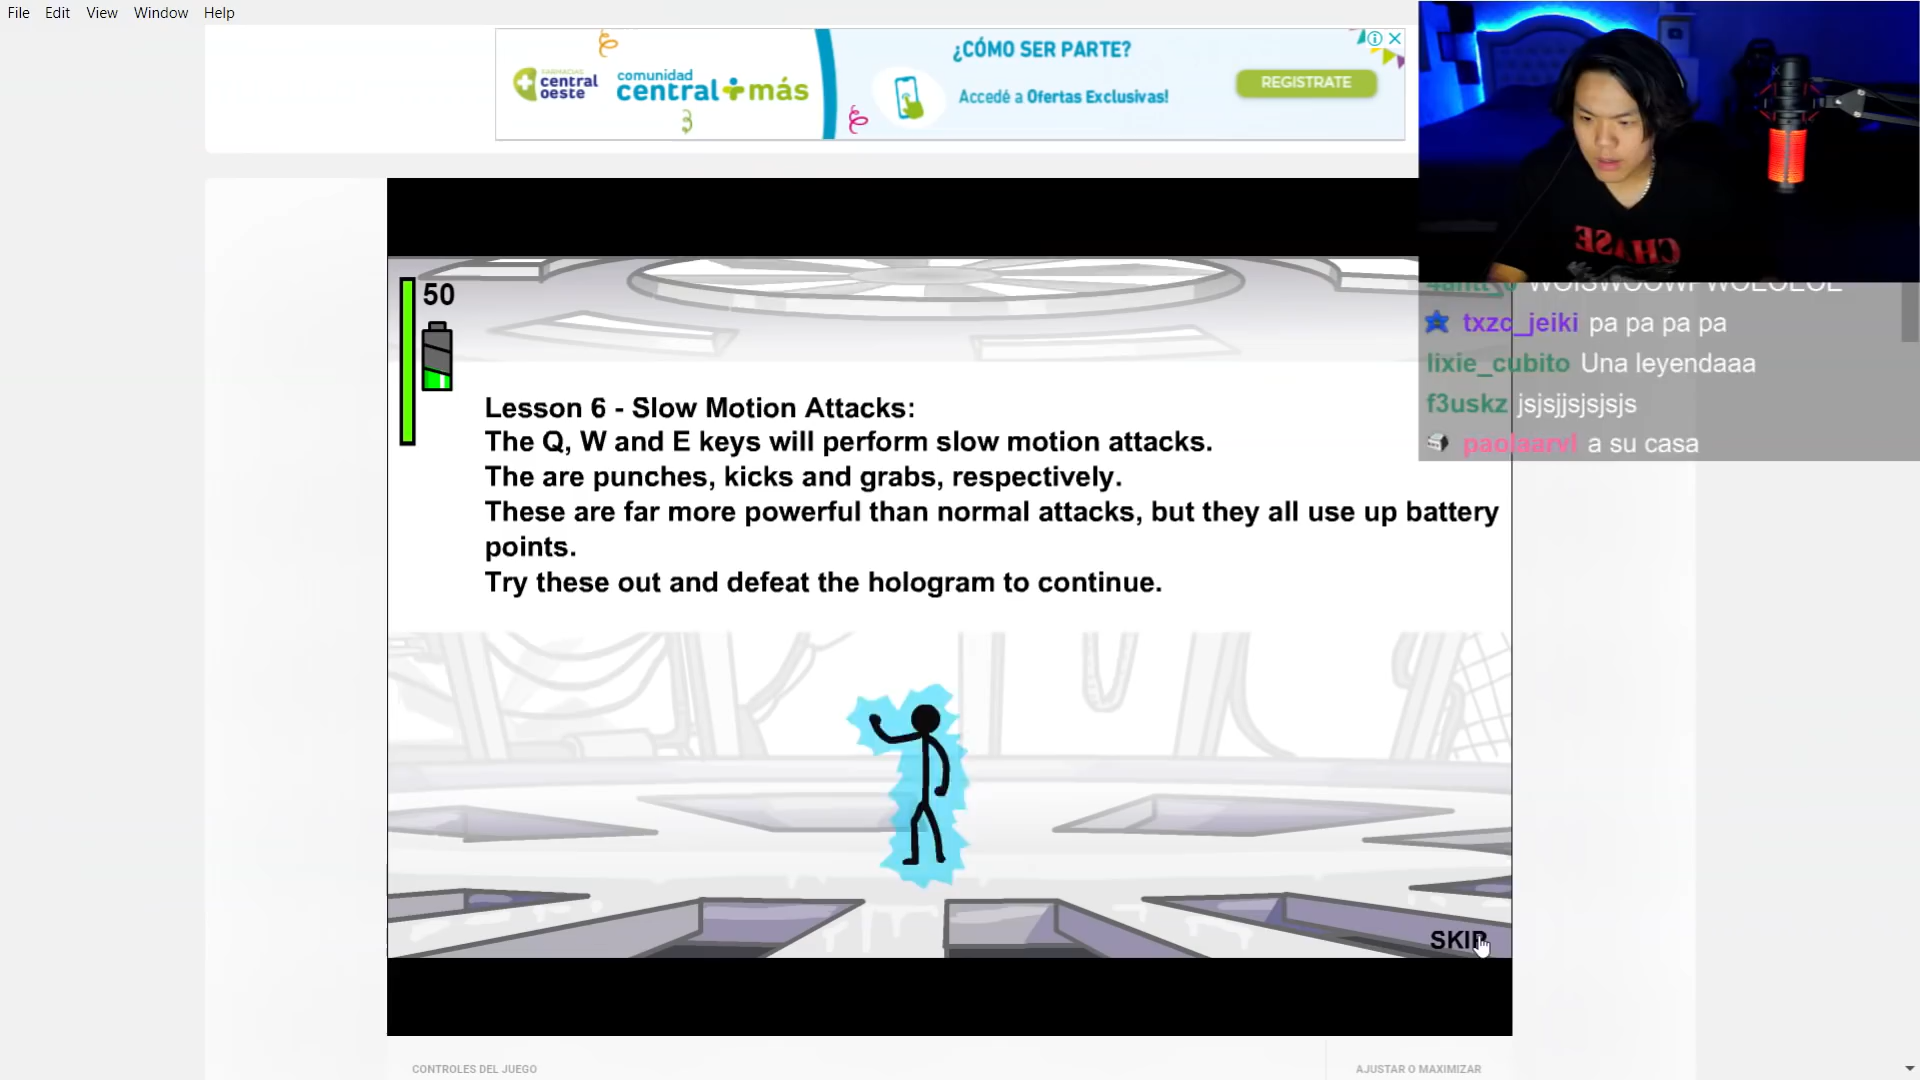 File Edit View Window Help
FARMACIAS
central
oeste
comunidad
central+más
¿CÓMO SER PARTE?
Accedé a Ofertas Exclusivas!
REGISTRATE
CHASE
50
txzc_jeiki pa pa pa pa
lixie_cubito Una leyendaaa
f3uskz jsjsjjsjsjsjs
paolaarvl a su casa
Lesson 6 - Slow Motion Attacks:
The Q, W and E keys will perform slow motion attacks.
The are punches, kicks and grabs, respectively.
These are far more powerful than normal attacks, but they all use up battery
points.
Try these out and defeat the hologram to continue.
SKIP
CONTROLES DEL JUEGO
AJUSTAR O MAXIMIZAR